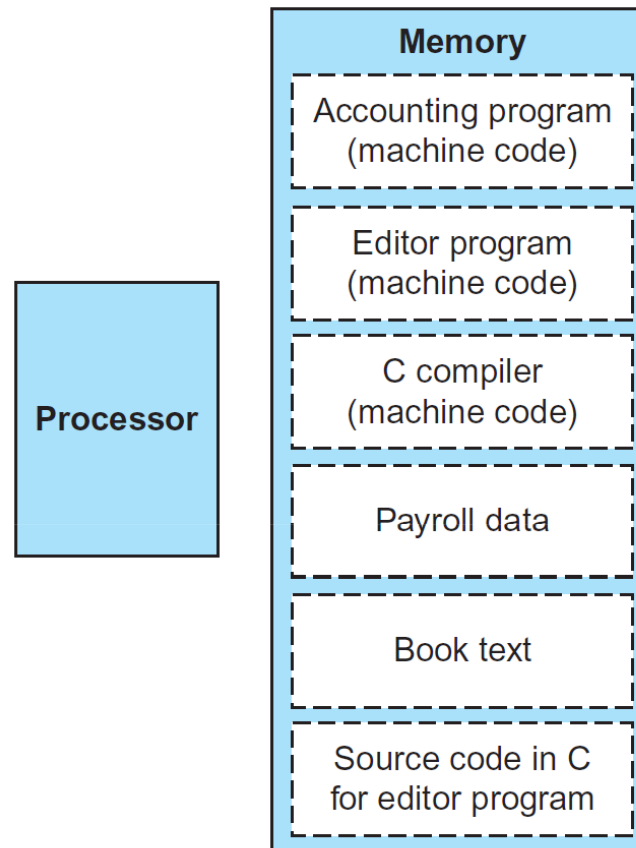 Memory
Accounting program
(machine code)
Editor program
(machine code)
C compiler
(machine code)
Processor
Payroll data
Book text
Source code in C
for editor program